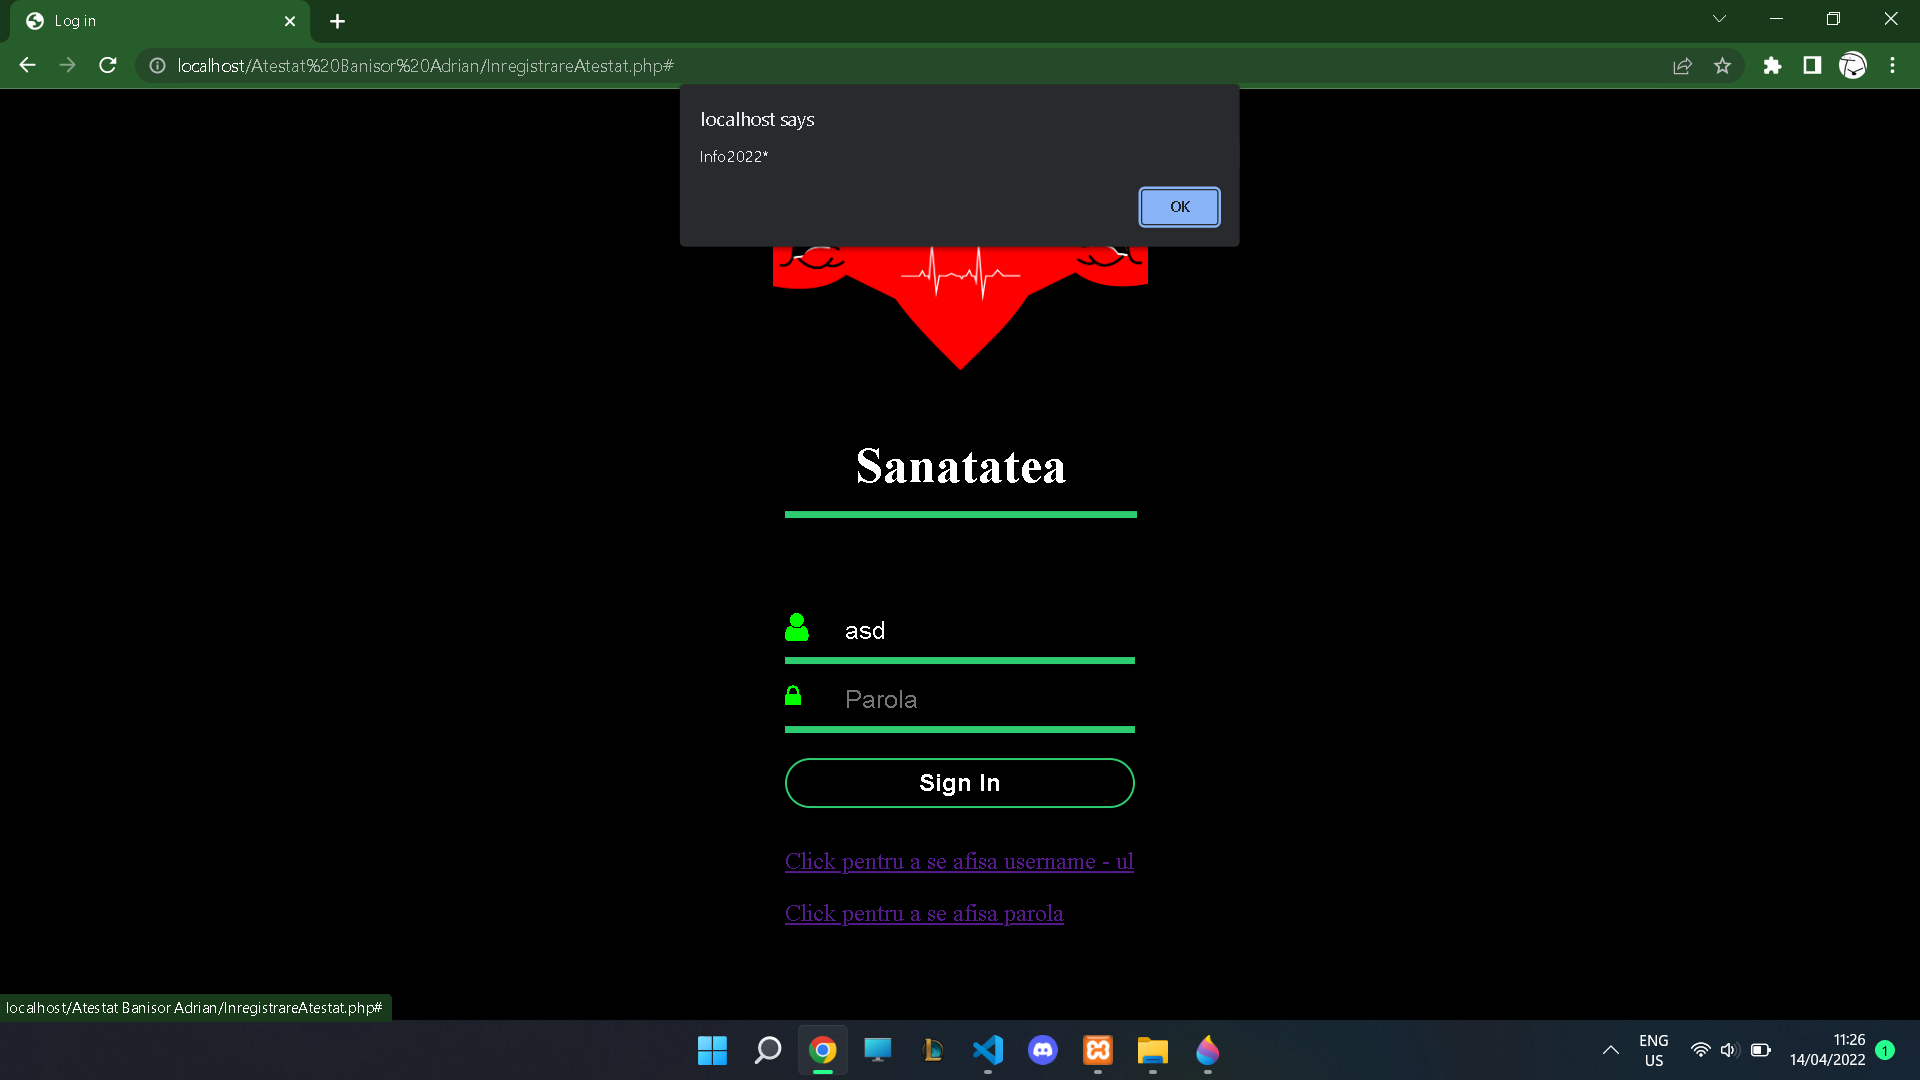 Log in
localhost/Atestat%20Banisor%20Adrian/InregistrareAtestat.php#
localhost says
Info2022*
OK
Sanatatea
asd
Parola
Sign In
Click pentru a se afisa username - ul
Click pentru a se afisa parola
localhost/Atestat Banisor Adrian/InregistrareAtestat.php#
ENG
US
11:26
14/04/2022
1